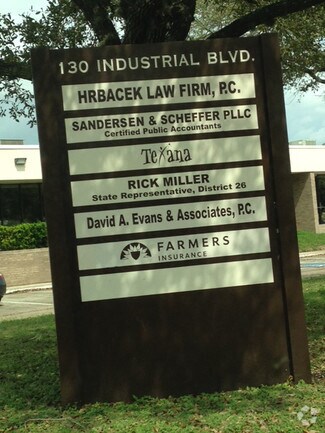 130 INDUSTRIAL BLVD.
HRBACEK LAW FIRM, P.C.
SANDERSEN & SCHEFFER PLLC
Certified Public Accountants
Texana
RICK MILLER
State Representative, District 26
David A. Evans & Associates, P.C.
FARMERS
INSURANCE